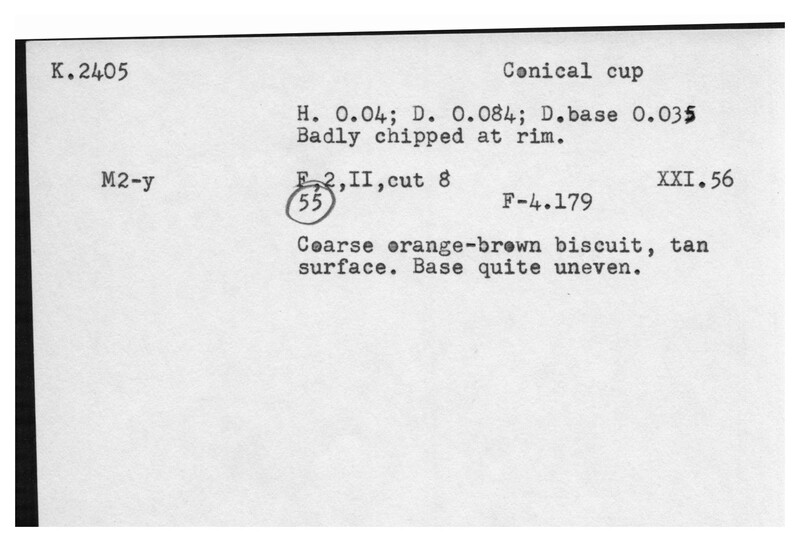 K.2405 Conical cup
H. 0.04; D. 0.084; D.base 0.035
Badly chipped at rim.
M2-y F,2,II,cut 8 XXI.56
55 F-4.179
Coarse orange-brown biscuit, tan
surface. Base quite uneven.